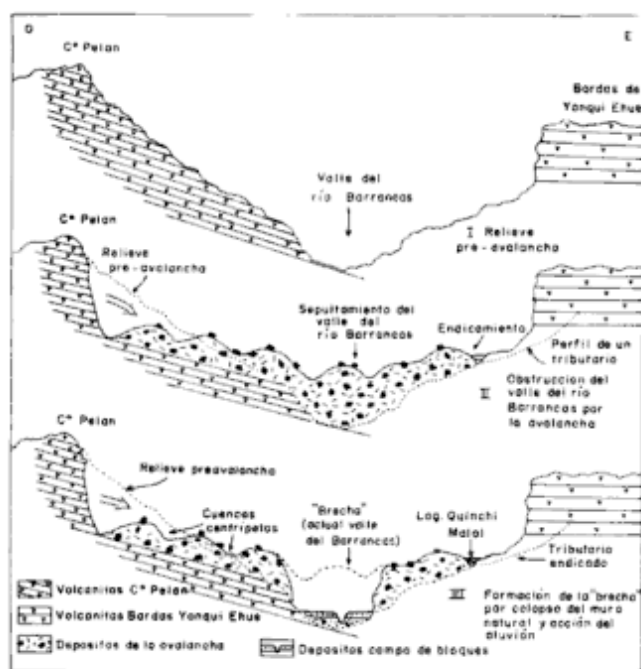 O
E
Cº Pelan
Bardas de
Yonqui Ehue
Valle del
río Barrancas
I Relieve
pre-avalancha
Cº Pelan
Relieve
pre-avalancha
Sepultamiento del
valle del
río Barrancas
Endicamiento
Perfil de un
tributario
II Obstruccion del
valle del río
Barrancas por
la avalancha
Cº Pelan
Relieve preavalancha
Cuencas
centripetas
"Brecha"
(actual valle
del Barrancas)
Lag. Quinchi
Malal
Tributario
endicado
III Formación de la "brecha"
por colapso del muro
natural y acción del
aluvión
Volcanitas Cº Pelan
Volcanitas Bardas Yonqui Ehue
Depositos de la avalancha
Depositos campo de bloques